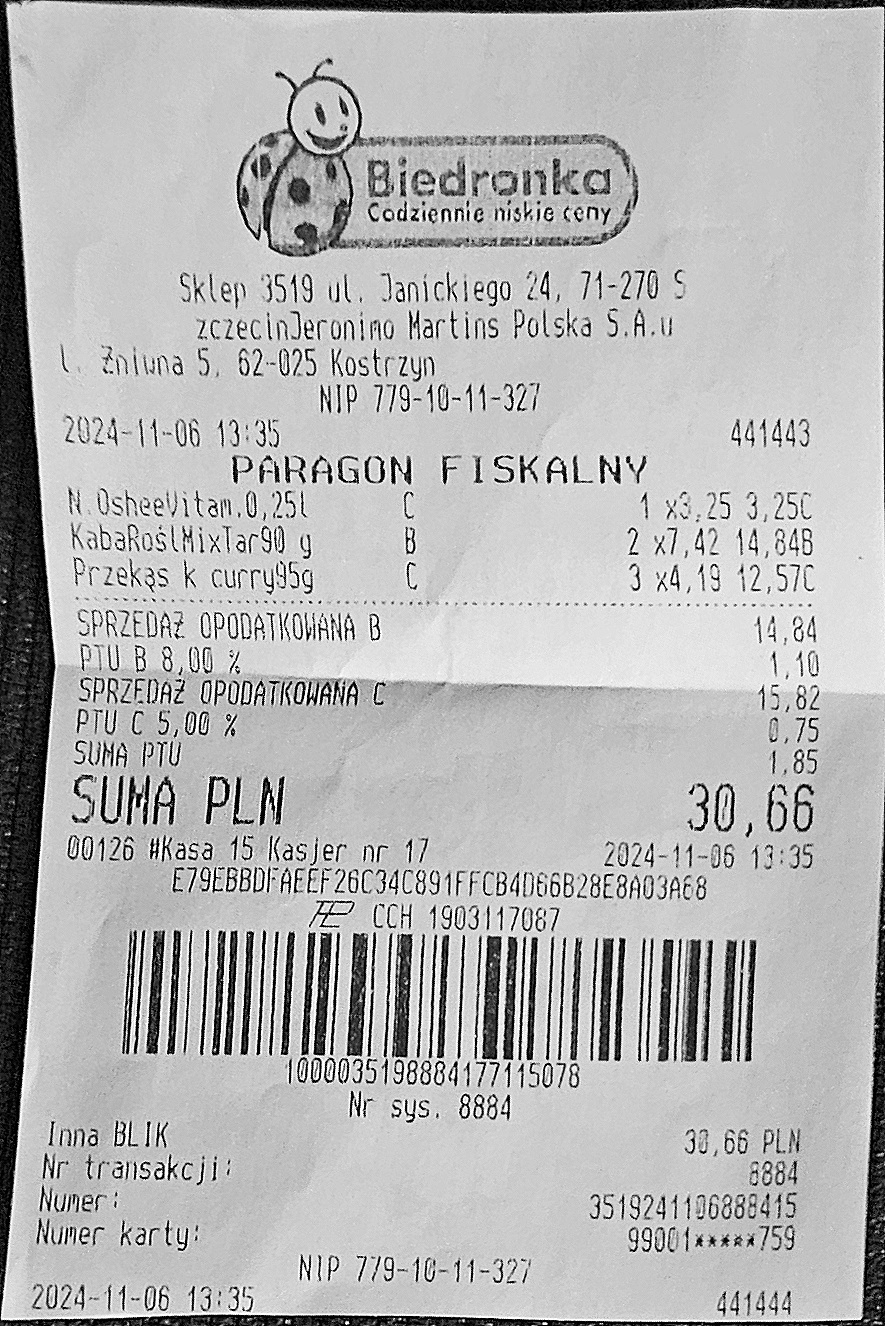 Biedronka
Codziennie niskie ceny
Sklep 3519 ul. Janickiego 24, 71-270 S
zczecinJeronimo Martins Polska S.A.u
l. Żniwna 5, 62-025 Kostrzyn
NIP 779-10-11-327
2024-11-06 13:35 441443
PARAGON FISKALNY
N.OsheeVitam.0,25l C 1 x3,25 3,25C
KabaRoślMixTar90 g B 2 x7,42 14,84B
Przekąs k curry95g C 3 x4,19 12,57C
SPRZEDAŻ OPODATKOWANA B 14,84
PTU B 8,00 % 1,10
SPRZEDAŻ OPODATKOWANA C 15,82
PTU C 5,00 % 0,75
SUMA PTU 1,85
SUMA PLN 30,66
00126 #Kasa 15 Kasjer nr 17 2024-11-06 13:35
E79EBBDFAEEF26C34C891FFCB4D66B28E8A03A68
CCH 1903117087
1000035198884177115078
Nr sys. 8884
Inna BLIK 30,66 PLN
Nr transakcji: 8884
Numer: 3519241106888415
Numer karty: 99001*****759
NIP 779-10-11-327
2024-11-06 13:35 441444